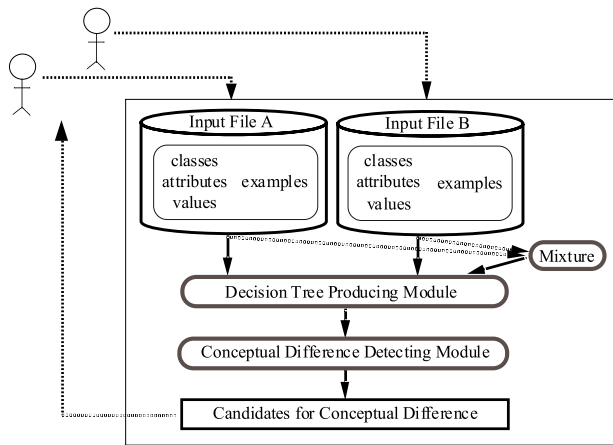 Input File A
Input File B
classes
attributes examples
values
classes
attributes examples
values
Mixture
Decision Tree Producing Module
Conceptual Difference Detecting Module
Candidates for Conceptual Difference